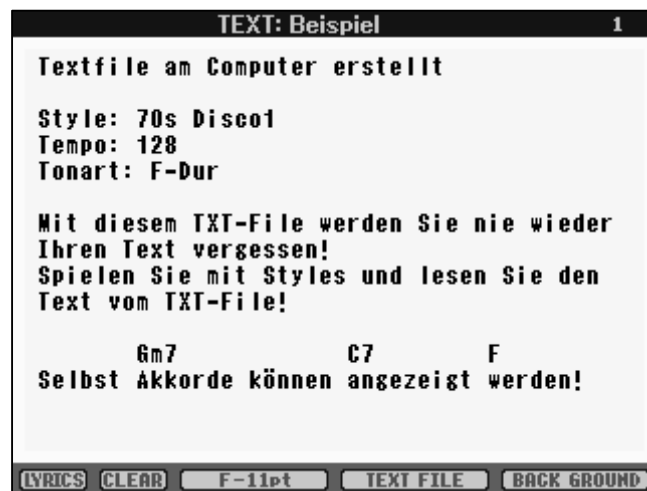 TEXT: Beispiel 1
Textfile am Computer erstellt
Style: 70s Disco1
Tempo: 128
Tonart: F-Dur
Mit diesem TXT-File werden Sie nie wieder
Ihren Text vergessen!
Spielen Sie mit Styles und lesen Sie den
Text vom TXT-File!
Gm7 C7 F
Selbst Akkorde können angezeigt werden!
LYRICS CLEAR F-11pt TEXT FILE BACK GROUND